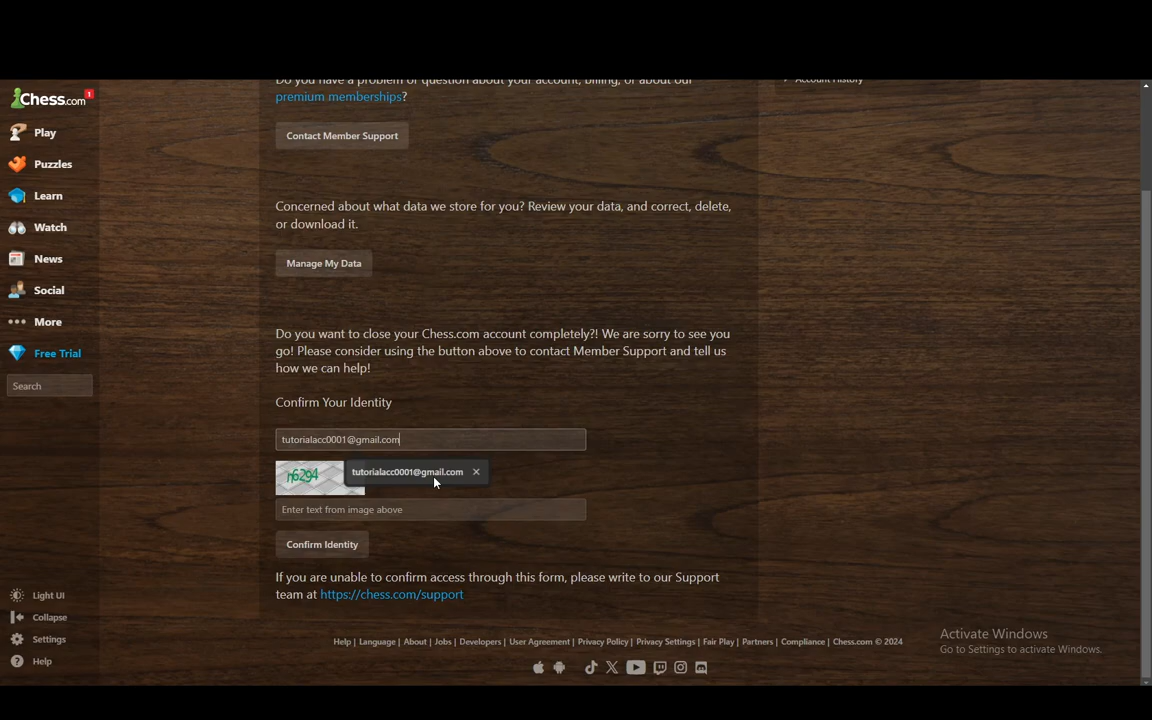 Do you have a problem or question about your account, billing, or about our
premium memberships?
Account History
Chess.com 1
Play
Puzzles
Learn
Watch
News
Social
More
Free Trial
Search
Contact Member Support
Concerned about what data we store for you? Review your data, and correct, delete,
or download it.
Manage My Data
Do you want to close your Chess.com account completely?! We are sorry to see you
go! Please consider using the button above to contact Member Support and tell us
how we can help!
Confirm Your Identity
tutorialacc0001@gmail.com
n6294
tutorialacc0001@gmail.com ×
Enter text from image above
Confirm Identity
If you are unable to confirm access through this form, please write to our Support
team at https://chess.com/support
Light UI
Collapse
Settings
Help
Help | Language | About | Jobs | Developers | User Agreement | Privacy Policy | Privacy Settings | Fair Play | Partners | Compliance | Chess.com © 2024
Activate Windows
Go to Settings to activate Windows.